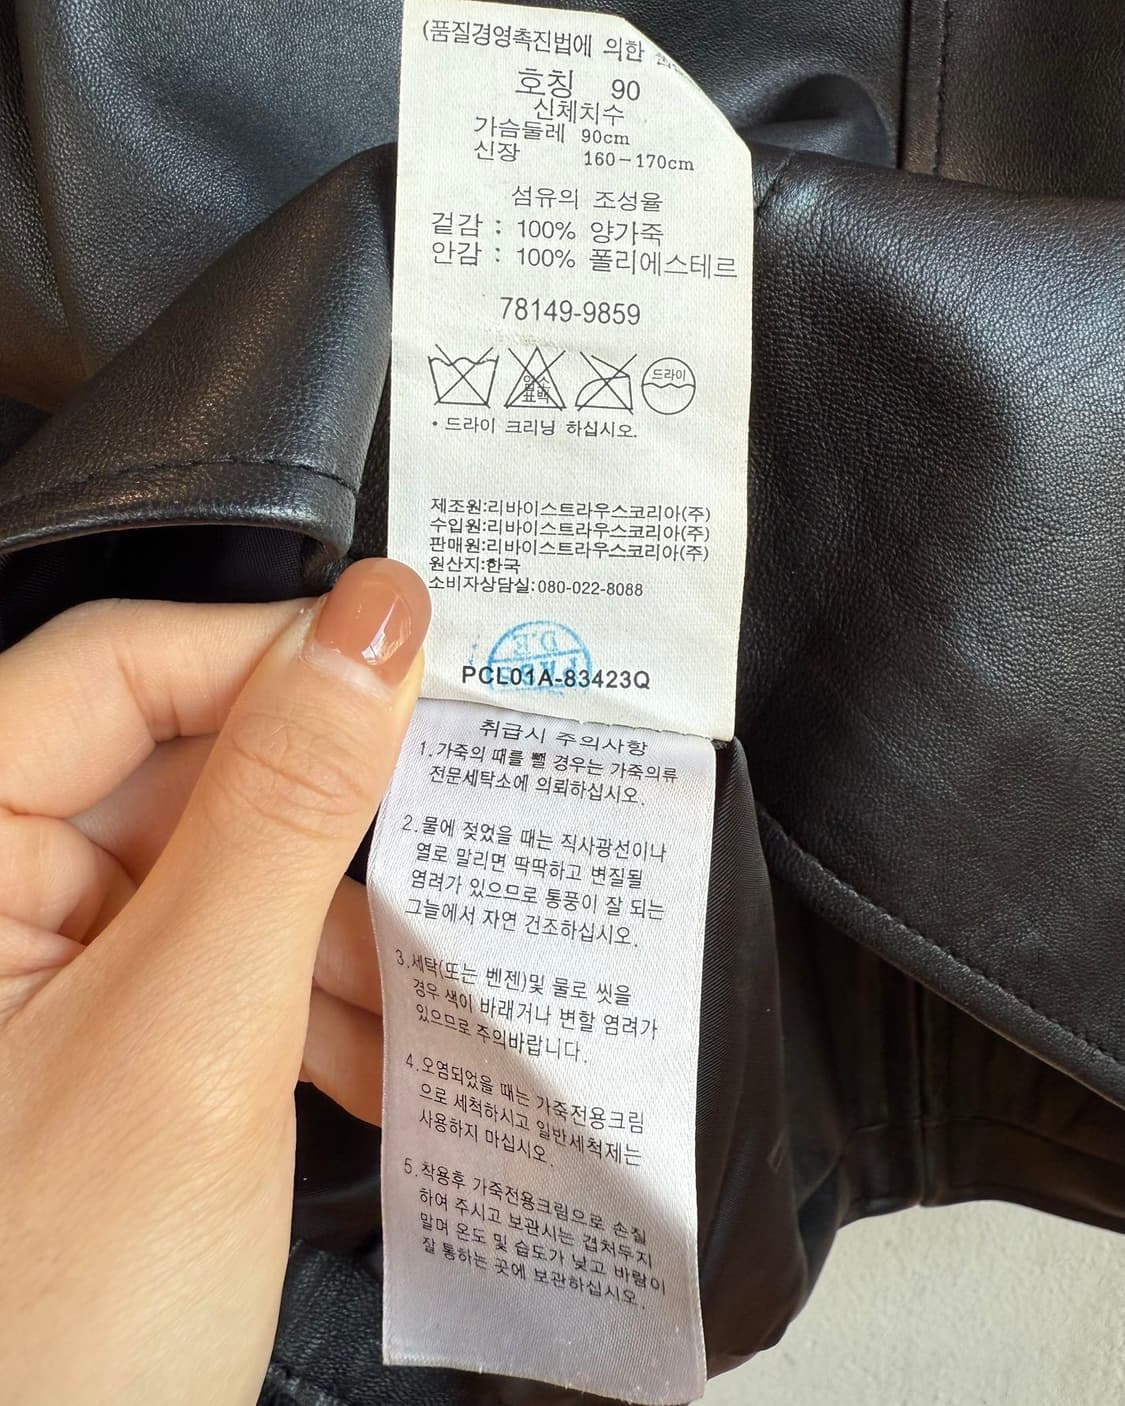 (품질경영촉진법에 의한
호칭 90
신체치수
가슴둘레 90cm
신장 160-170cm
섬유의 조성율
겉감 : 100% 양가죽
안감 : 100% 폴리에스테르
78149-9859
염소
표백
드라이
• 드라이 크리닝 하십시오.
제조원:리바이스트라우스코리아(주)
수입원:리바이스트라우스코리아(주)
판매원:리바이스트라우스코리아(주)
원산지:한국
소비자상담실:080-022-8088
PCL01A-83423Q
취급시 주의사항
1.가죽의 때를 뺄 경우는 가죽의류
전문세탁소에 의뢰하십시오.
2.물에 젖었을 때는 직사광선이나
열로 말리면 딱딱하고 변질될
염려가 있으므로 통풍이 잘 되는
그늘에서 자연 건조하십시오.
3.세탁(또는 벤젠)및 물로 씻을
경우 색이 바래거나 변할 염려가
있으므로 주의바랍니다.
4.오염되었을 때는 가죽전용크림
으로 세척하시고 일반세척제는
사용하지 마십시오.
5.착용후 가죽전용크림으로 손질
하여 주시고 보관시는 겹쳐두지
말며 온도 및 습도가 낮고 바람이
잘 통하는 곳에 보관하십시오.